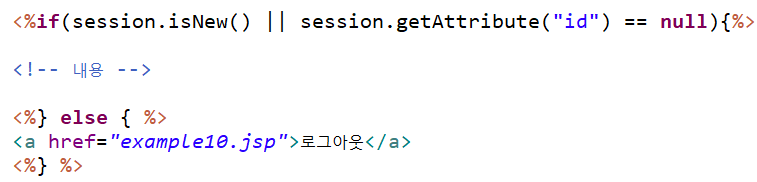 <%if(session.isNew() || session.getAttribute("id") == null){%>
<!-- 내용 -->
<%} else { %>
<a href="example10.jsp">로그아웃</a>
<%} %>